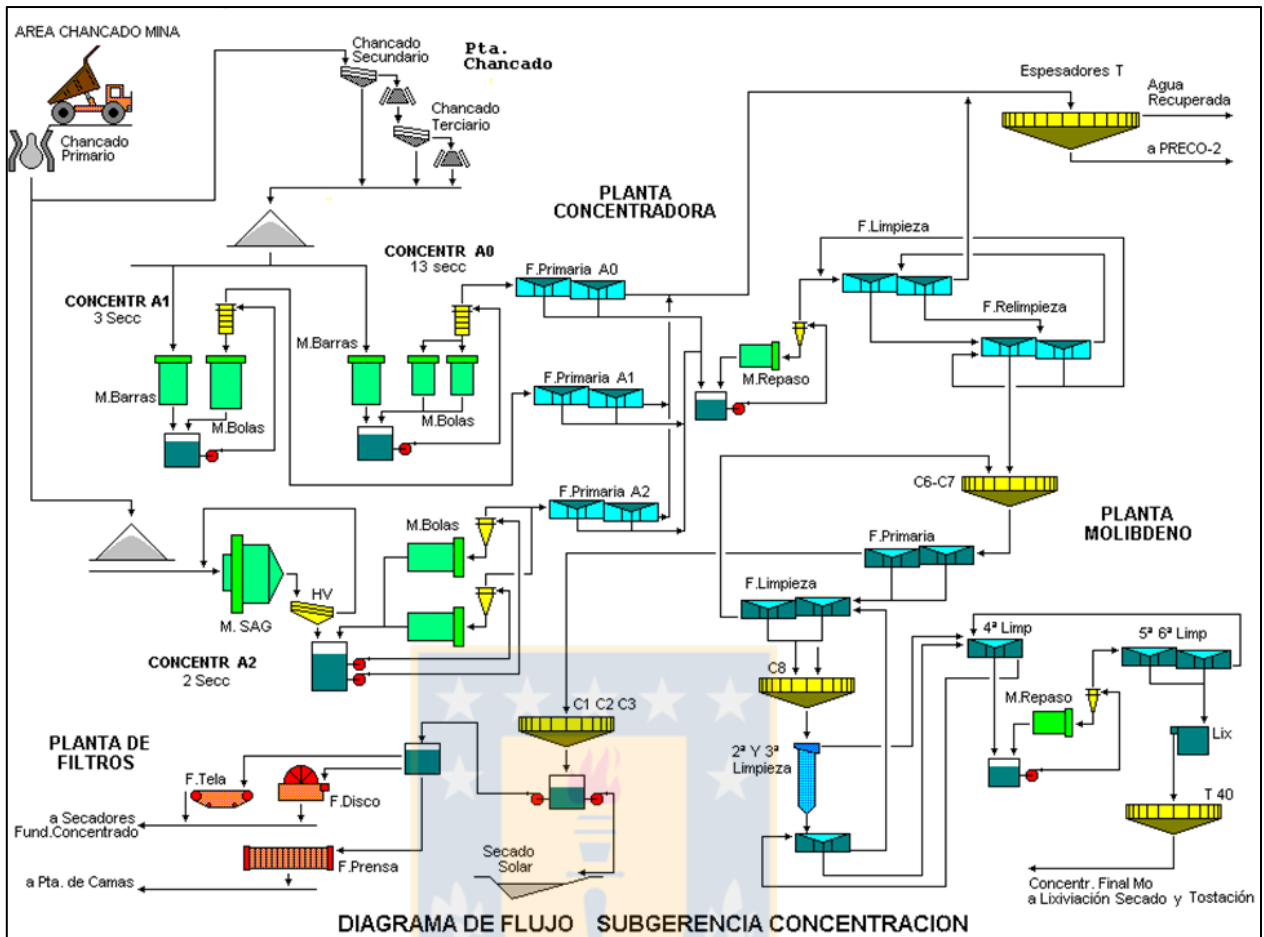 AREA CHANCADO MINA
Chancado
Primario
Chancado
Secundario
Pta.
Chancado
Chancado
Terciario
Espesadores T
Agua
Recuperada
a PRECO-2
PLANTA
CONCENTRADORA
CONCENTR A1
3 Secc
CONCENTR A0
13 secc
F.Primaria A0
F.Limpieza
F.Relimpieza
M.Barras
M.Bolas
M.Barras
M.Bolas
F.Primaria A1
M.Repaso
F.Primaria A2
C6-C7
PLANTA
MOLIBDENO
M.Bolas
F.Primaria
F.Limpieza
M. SAG
HV
CONCENTR A2
2 Secc
C8
4ª Limp
5ª 6ª Limp
M.Repaso
Lix
C1 C2 C3
2ª Y 3ª
Limpieza
T 40
PLANTA DE
FILTROS
F.Tela
F.Disco
a Secadores
Fund.Concentrado
F.Prensa
a Pta. de Camas
Secado
Solar
Concentr. Final Mo
a Lixiviación Secado y Tostación
DIAGRAMA DE FLUJO SUBGERENCIA CONCENTRACION